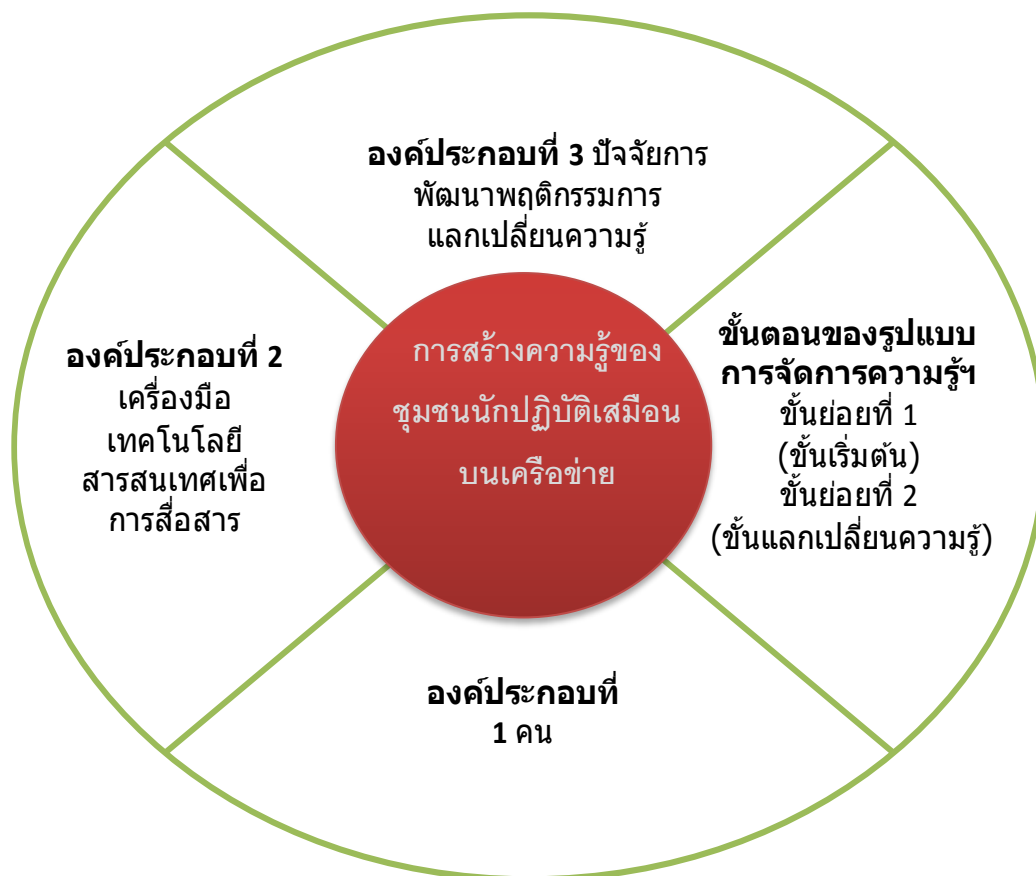 องค์ประกอบที่ 3 ปัจจัยการ
พัฒนาพฤติกรรมการ
แลกเปลี่ยนความรู้
องค์ประกอบที่ 2
เครื่องมือ
เทคโนโลยี
สารสนเทศเพื่อ
การสื่อสาร
การสร้างความรู้ของ
ชุมชนนักปฏิบัติเสมือน
บนเครือข่าย
ขั้นตอนของรูปแบบ
การจัดการความรู้ฯ
ขั้นย่อยที่ 1
(ขั้นเริ่มต้น)
ขั้นย่อยที่ 2
(ขั้นแลกเปลี่ยนความรู้)
องค์ประกอบที่
1 คน